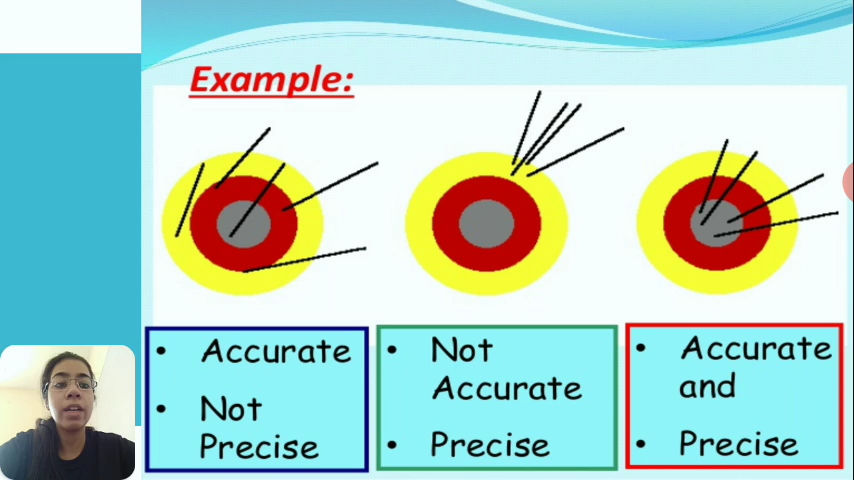 Example:
• Accurate
• Not
Precise
• Not
Accurate
• Precise
• Accurate
and
• Precise